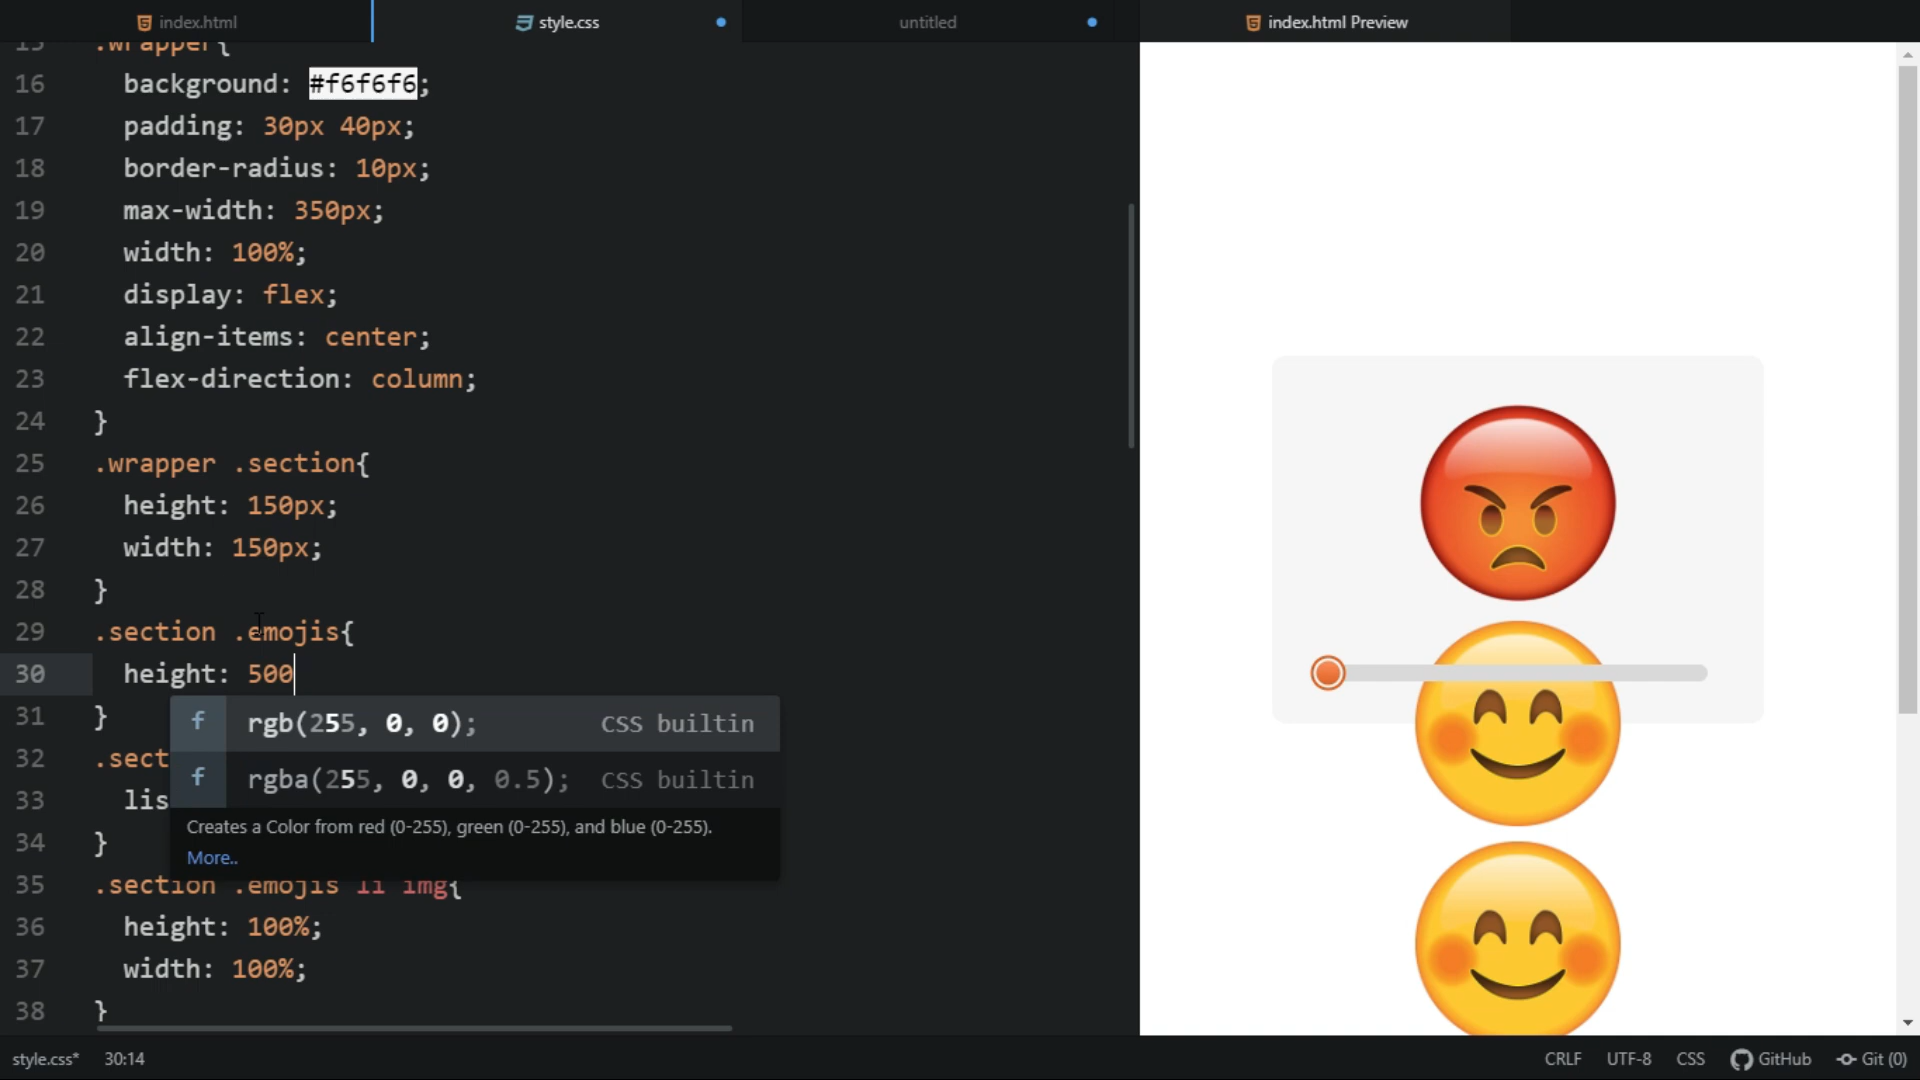 index.html
style.css
untitled
index.html Preview
15 .wrapper{
16 background: #f6f6f6;
17 padding: 30px 40px;
18 border-radius: 10px;
19 max-width: 350px;
20 width: 100%;
21 display: flex;
22 align-items: center;
23 flex-direction: column;
24 }
25 .wrapper .section{
26 height: 150px;
27 width: 150px;
28 }
29 .section .emojis{
30 height: 500
31 }
f rgb(255, 0, 0); CSS builtin
32 .sect
f rgba(255, 0, 0, 0.5); CSS builtin
33 lis
Creates a Color from red (0-255), green (0-255), and blue (0-255).
34 }
More..
35 .section .emojis li img{
36 height: 100%;
37 width: 100%;
38 }
style.css* 30:14 CRLF UTF-8 CSS GitHub Git (0)